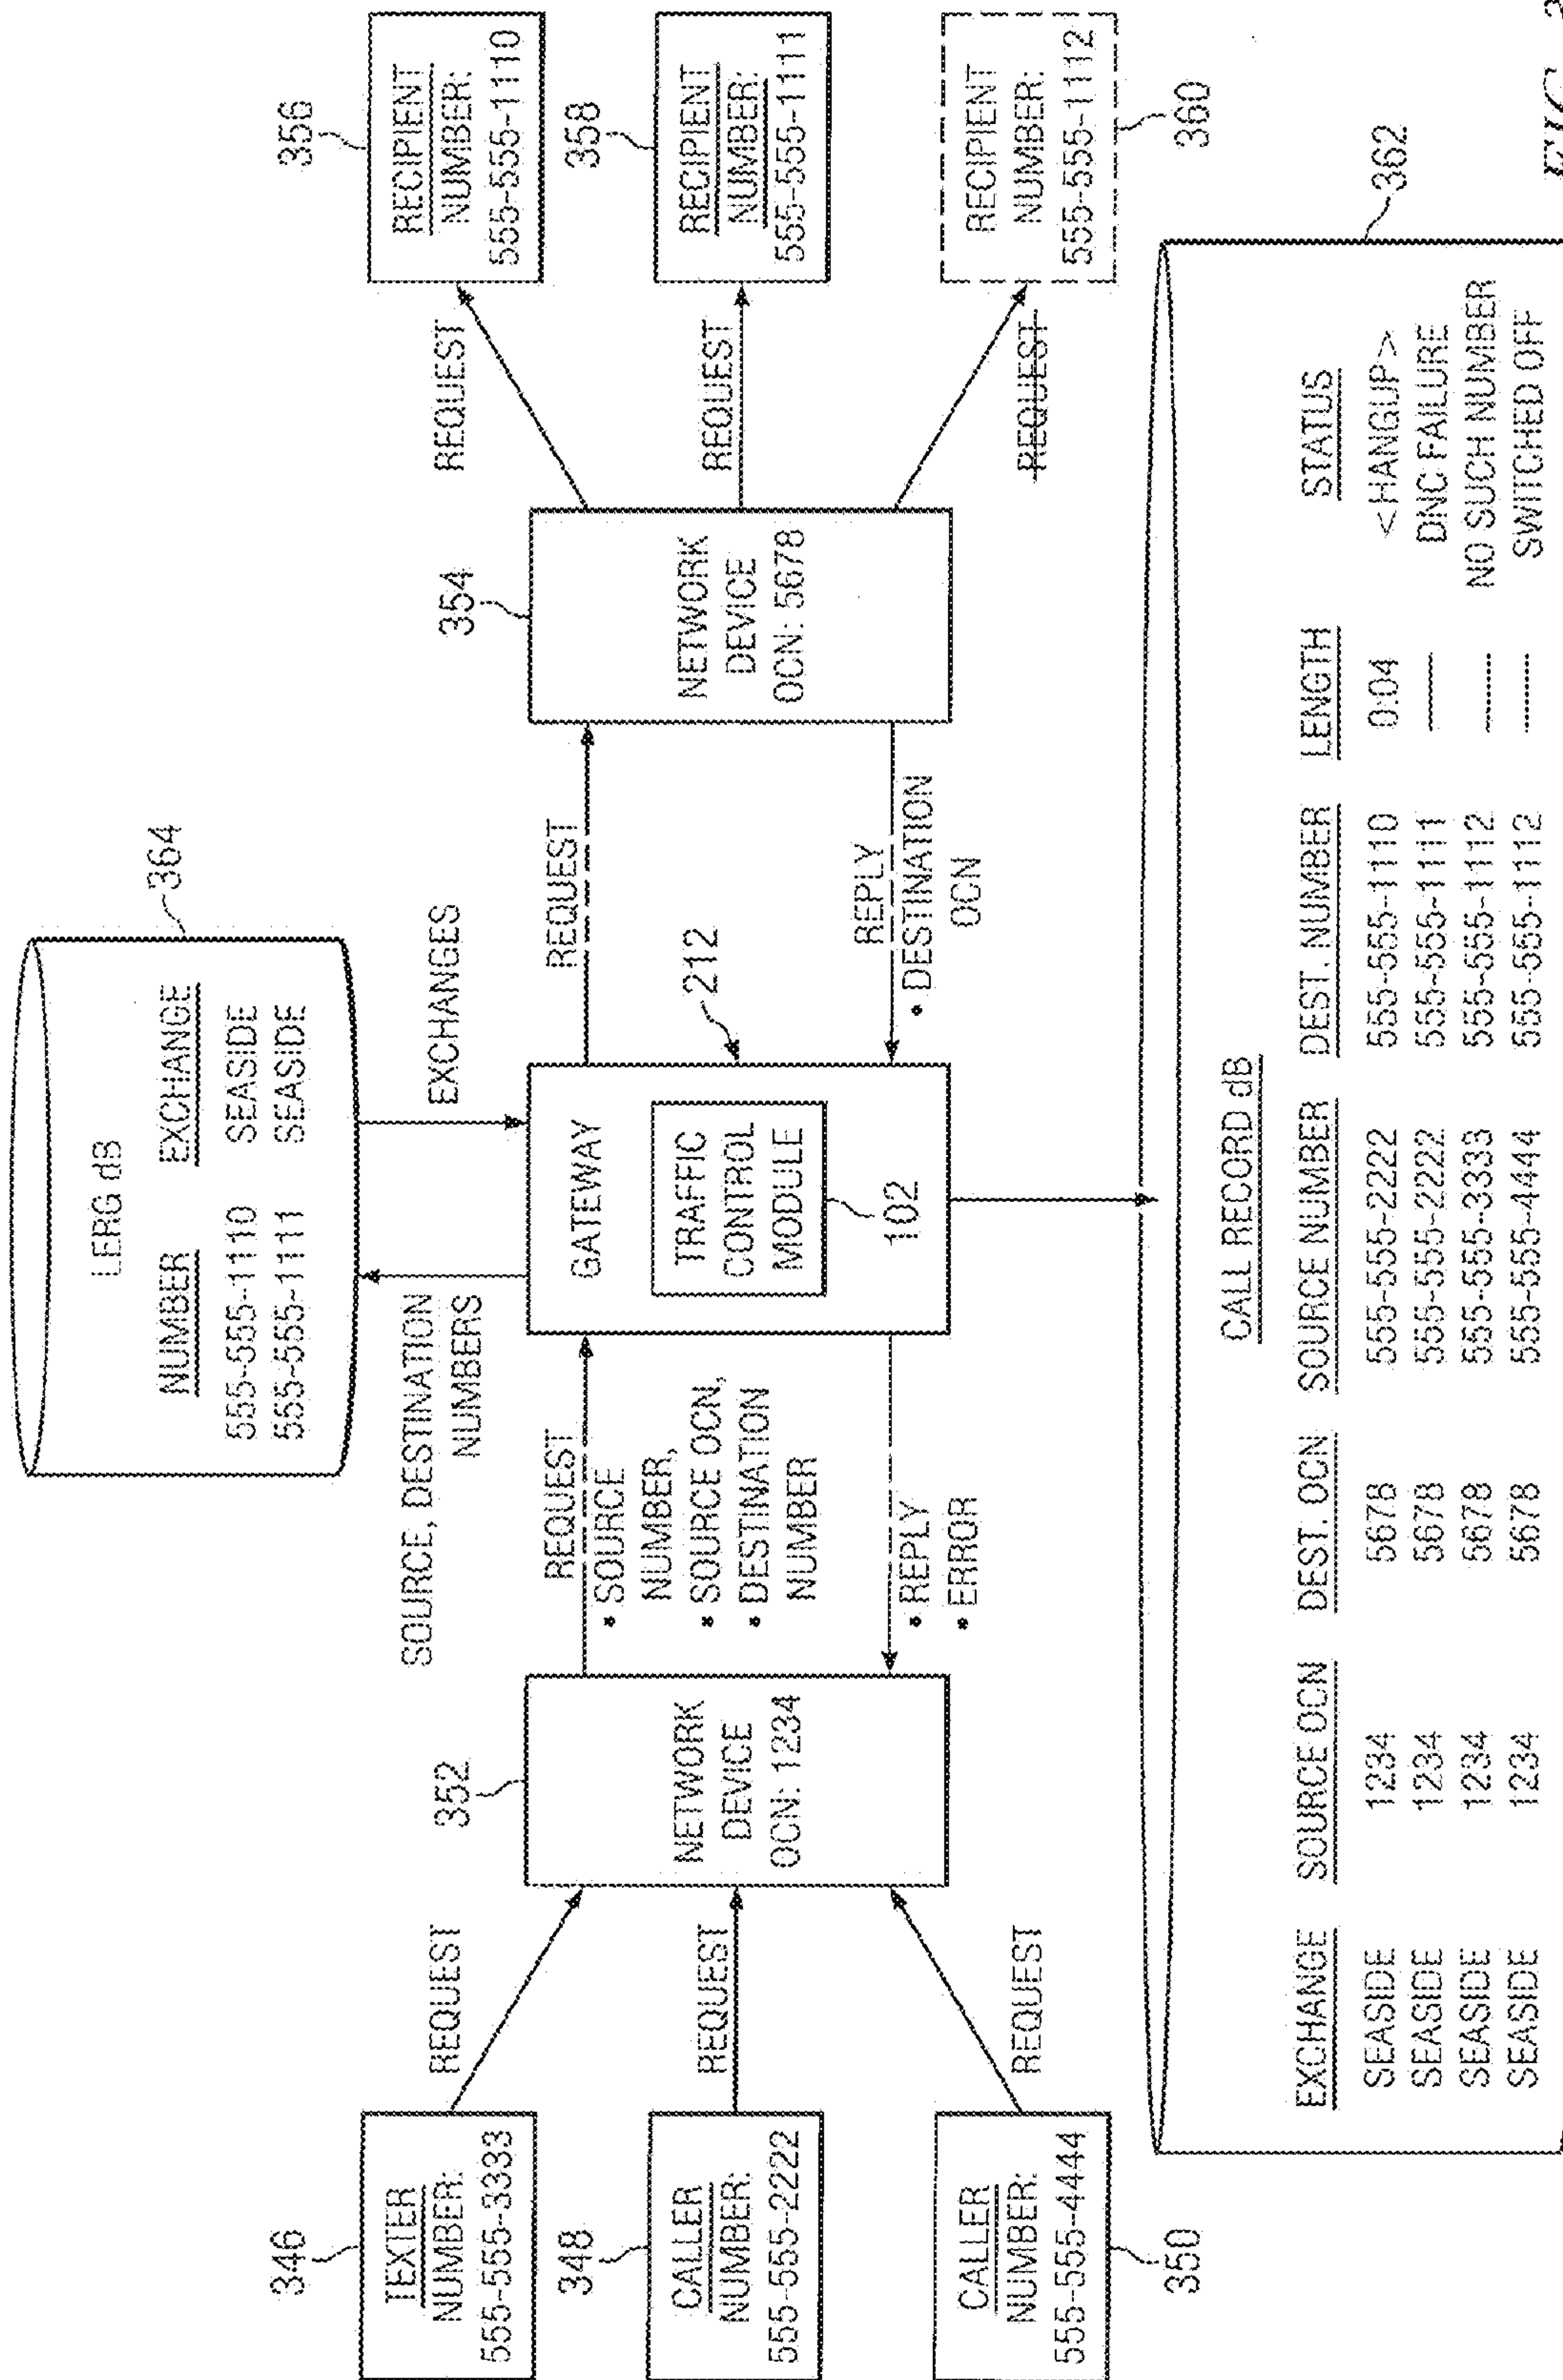 LERG dB
NUMBER EXCHANGE
555-555-1110 SEASIDE
555-555-1111 SEASIDE
364
SOURCE, DESTINATION
NUMBERS
EXCHANGES
346
TEXTER
NUMBER:
555-555-3333
348
CALLER
NUMBER:
555-555-2222
CALLER
NUMBER:
555-555-4444
350
REQUEST
REQUEST
REQUEST
352
NETWORK
DEVICE
OCN: 1234
REQUEST
• SOURCE
NUMBER,
• SOURCE OCN,
• DESTINATION
NUMBER
• REPLY
• ERROR
GATEWAY
TRAFFIC
CONTROL
MODULE
102
212
REQUEST
REPLY
• DESTINATION
OCN
354
NETWORK
DEVICE
OCN: 5678
REQUEST
REQUEST
REQUEST
356
RECIPIENT
NUMBER:
555-555-1110
358
RECIPIENT
NUMBER:
555-555-1111
RECIPIENT
NUMBER:
555-555-1112
360
362
CALL RECORD dB
EXCHANGE SOURCE OCN DEST. OCN SOURCE NUMBER DEST. NUMBER LENGTH STATUS
SEASIDE 1234 5678 555-555-2222 555-555-1110 0:04 <HANGUP>
SEASIDE 1234 5678 555-555-2222 555-555-1111 —— DNC FAILURE
SEASIDE 1234 5678 555-555-3333 555-555-1112 —— NO SUCH NUMBER
SEASIDE 1234 5678 555-555-4444 555-555-1112 —— SWITCHED OFF